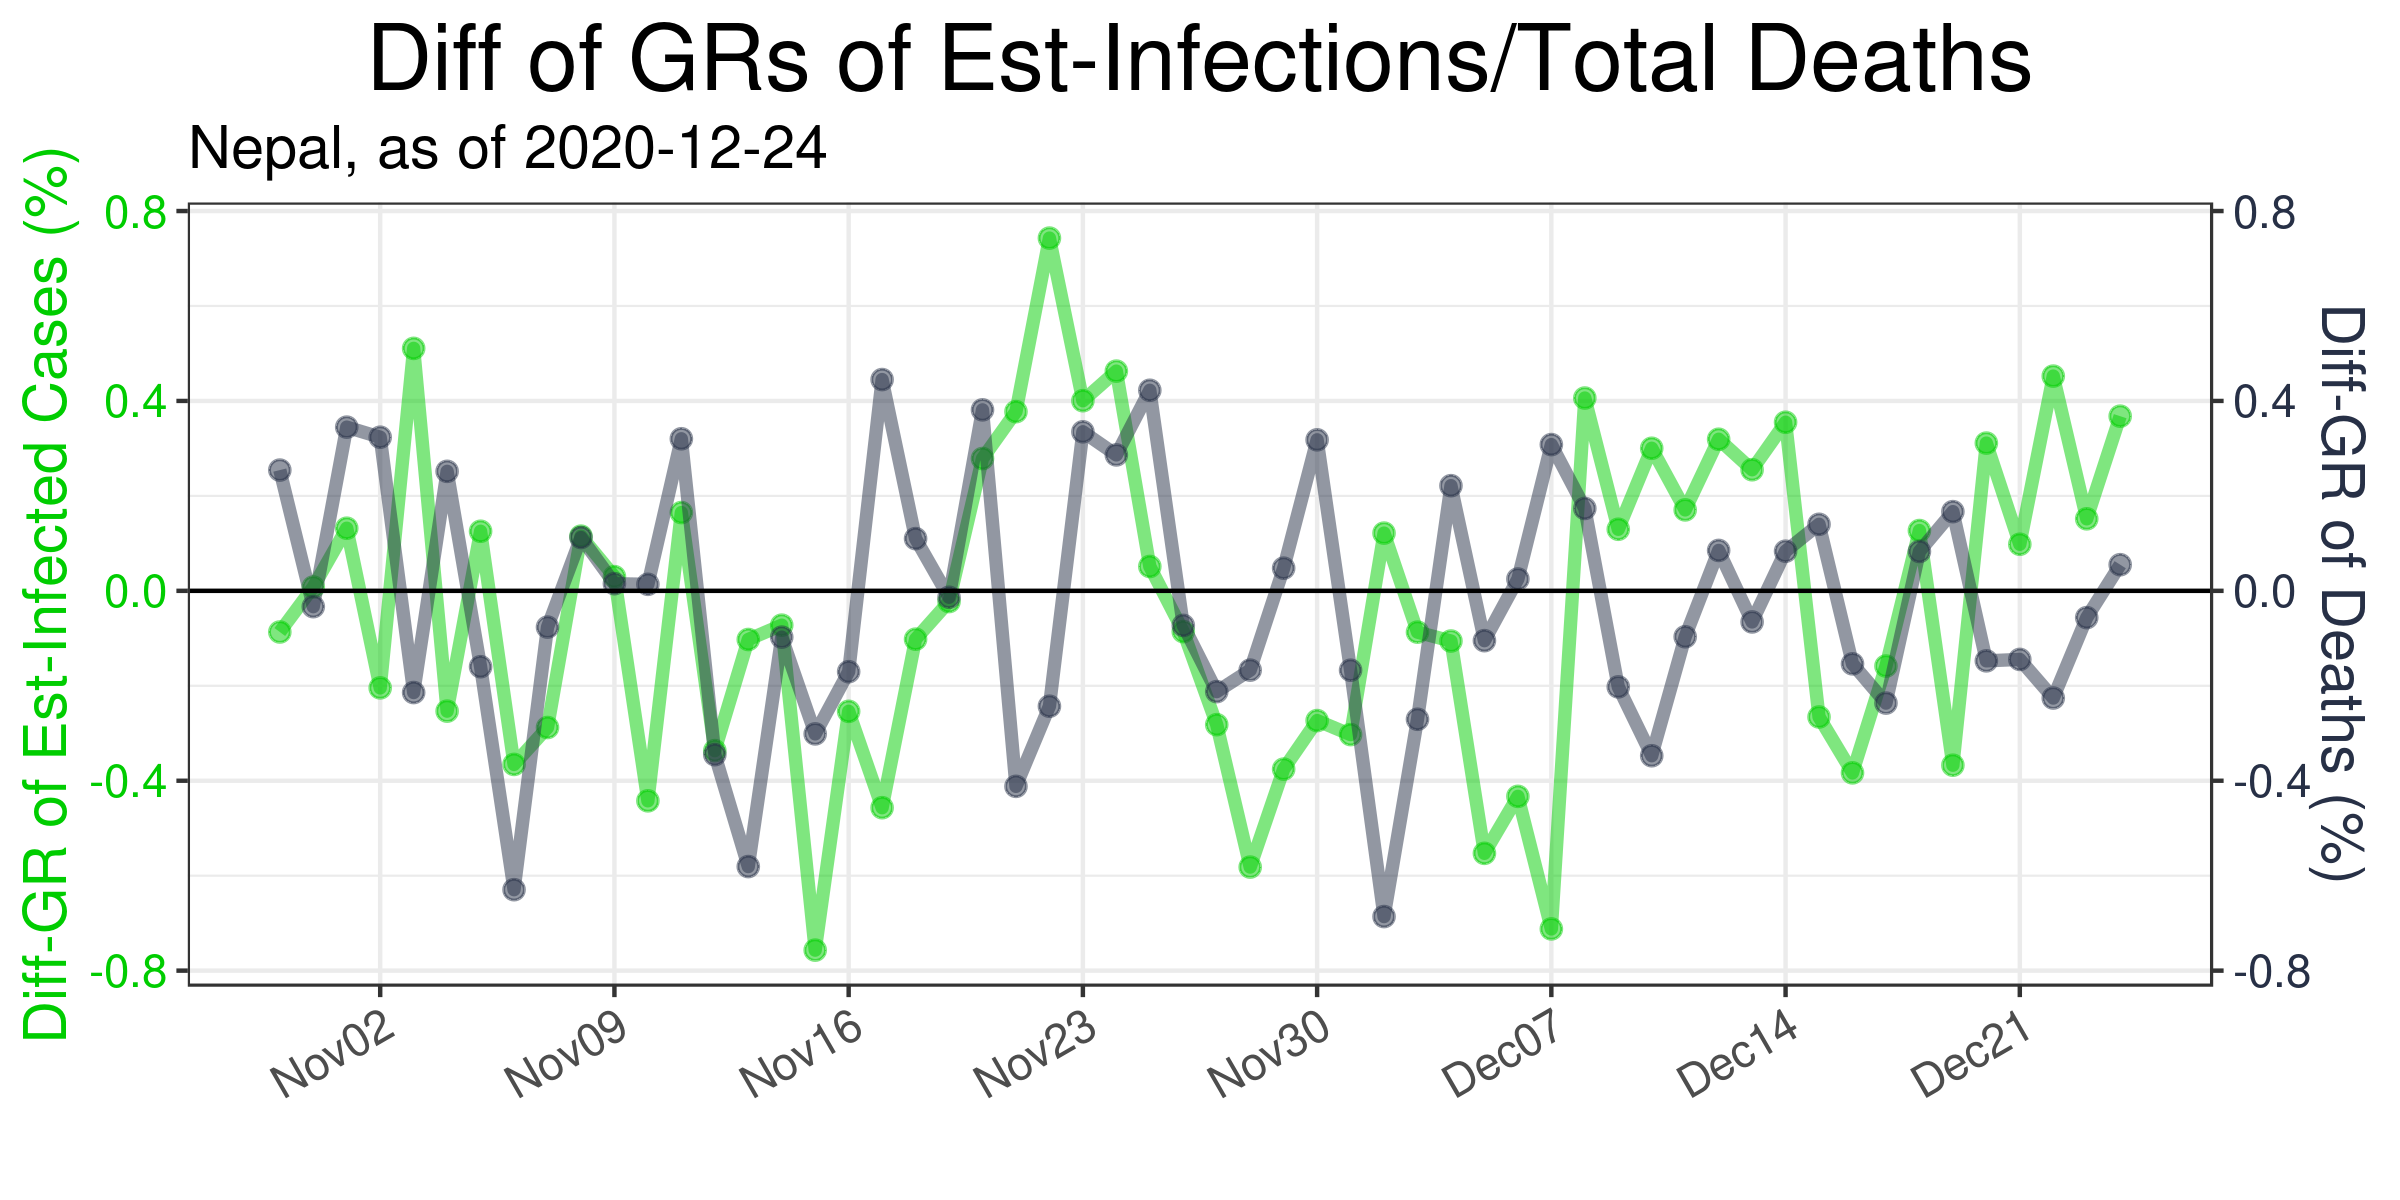 Diff of GRs of Est-Infections/Total Deaths
Nepal, as of 2020-12-24
Diff-GR of Est-Infected Cases (%)
0.8
0.4
0.0
-0.4
-0.8
0.8
0.4
0.0
-0.4
-0.8
Diff-GR of Deaths (%)
Nov02
Nov09
Nov16
Nov23
Nov30
Dec07
Dec14
Dec21